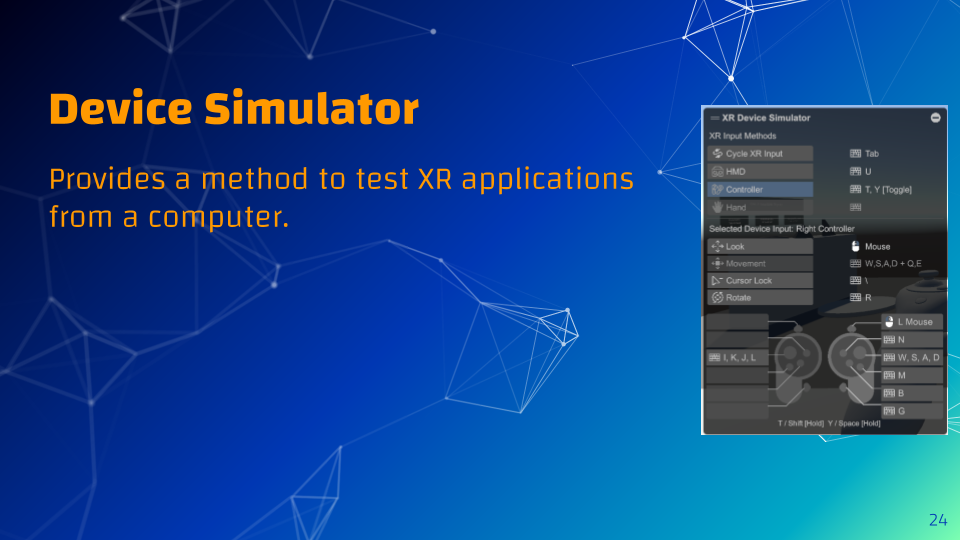 Device Simulator
Provides a method to test XR applications
from a computer.
XR Device Simulator
XR Input Methods
Cycle XR Input Tab
HMD U
Controller T, Y [Toggle]
Hand
Selected Device Input: Right Controller
Lock Mouse
Movement W,S,A,D + Q,E
Cursor Lock \
Rotate R
L Mouse
N
I, K, J, L W, S, A, D
M
B
G
T / Shift [Hold] Y / Space [Hold]
24